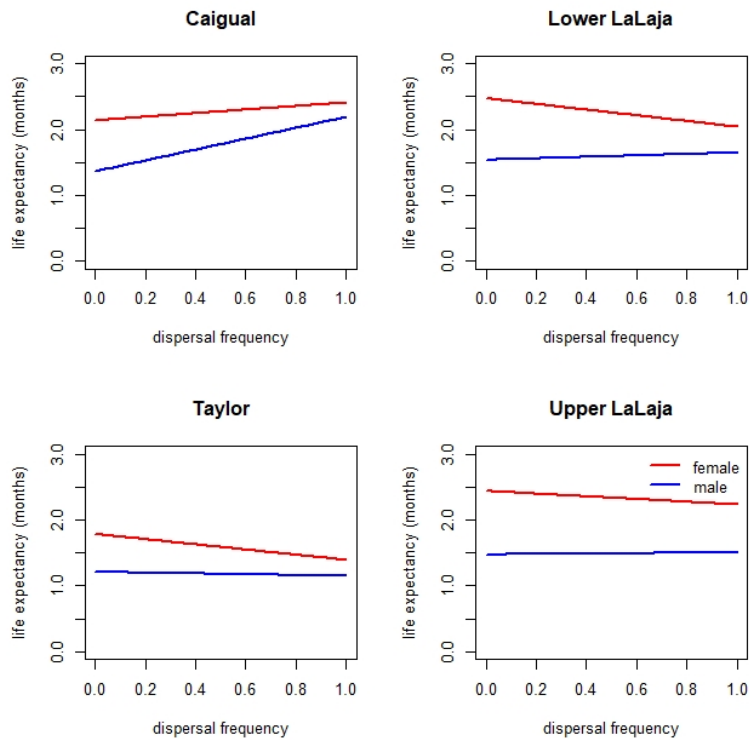 Caigual
life expectancy (months)
0.0 1.0 2.0 3.0
0.0 0.2 0.4 0.6 0.8 1.0
dispersal frequency
Lower LaLaja
life expectancy (months)
0.0 1.0 2.0 3.0
0.0 0.2 0.4 0.6 0.8 1.0
dispersal frequency
Taylor
life expectancy (months)
0.0 1.0 2.0 3.0
0.0 0.2 0.4 0.6 0.8 1.0
dispersal frequency
Upper LaLaja
life expectancy (months)
0.0 1.0 2.0 3.0
female
male
0.0 0.2 0.4 0.6 0.8 1.0
dispersal frequency